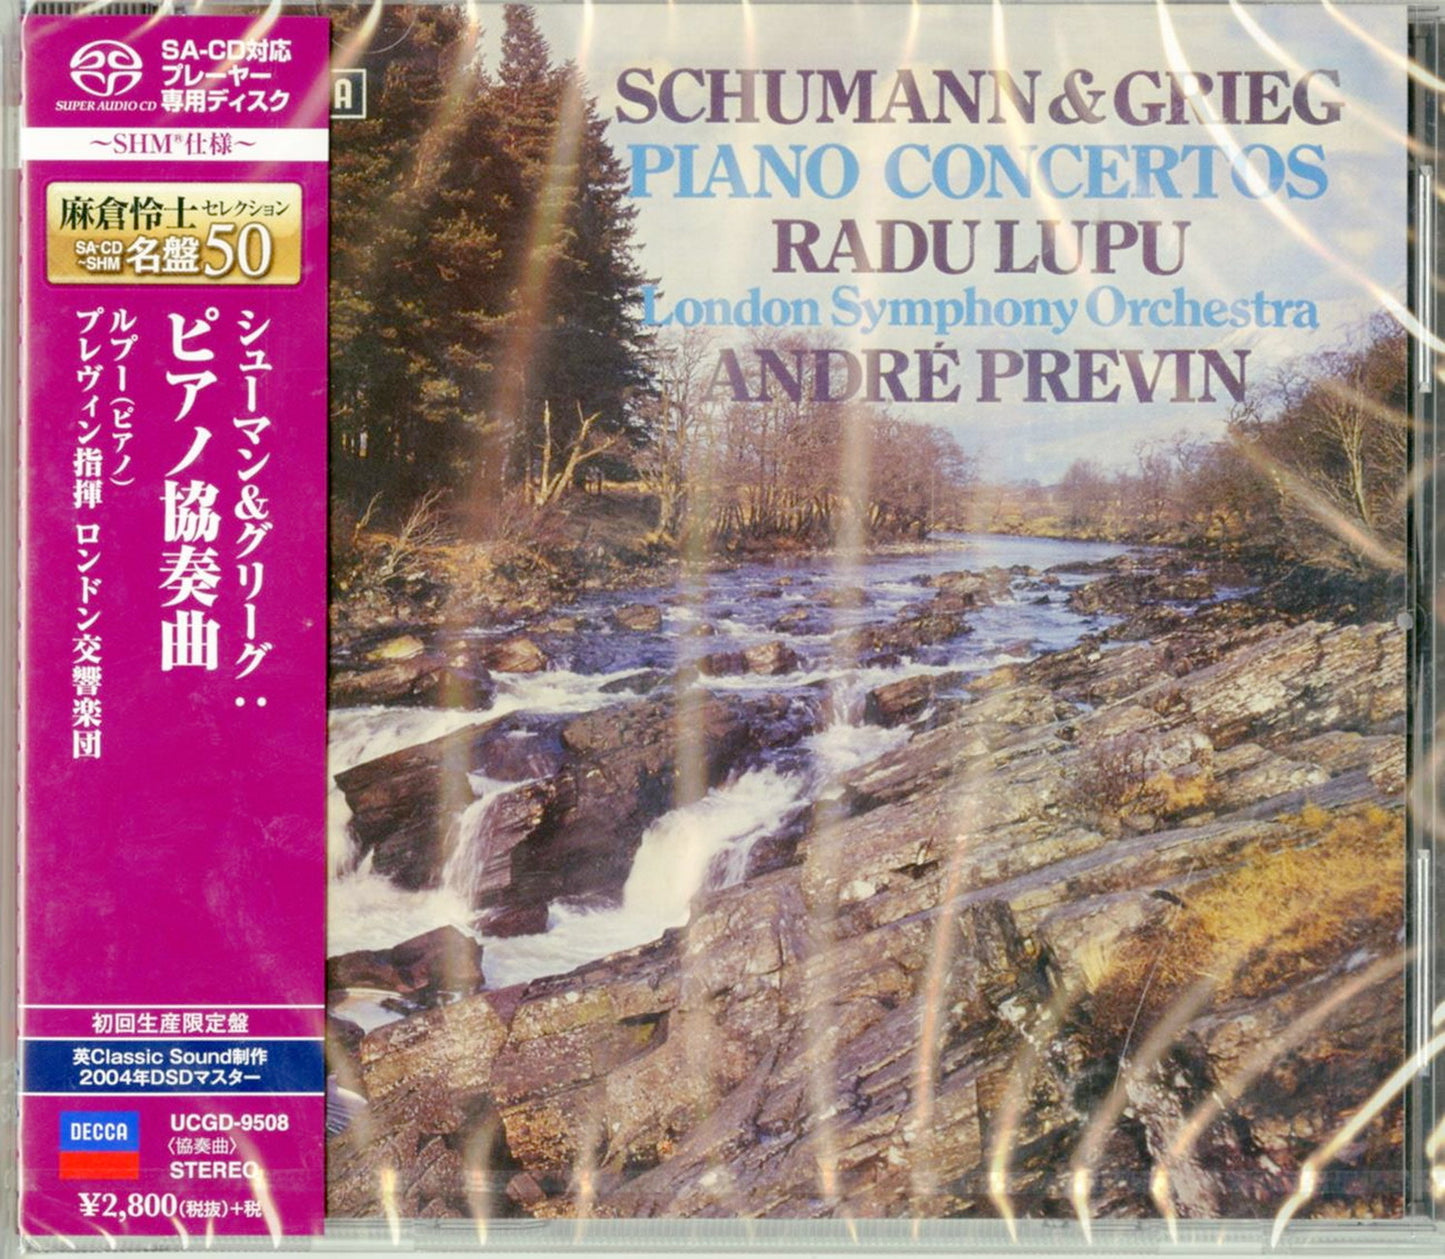 SUPER AUDIO CD
SA-CD対応
プレーヤー
専用ディスク
～SHM®仕様～
麻倉怜士セレクション
SA-CD
~SHM
名盤50
シューマン&グリーグ：
ピアノ協奏曲
ルプー（ピアノ）
プレヴィン指揮 ロンドン交響楽団
初回生産限定盤
英Classic Sound制作
2004年DSDマスター
DECCA
UCGD-9508
〈協奏曲〉
STEREO
¥2,800(税抜)+税
A
SCHUMANN & GRIEG
PIANO CONCERTOS
RADU LUPU
London Symphony Orchestra
ANDRÉ PREVIN